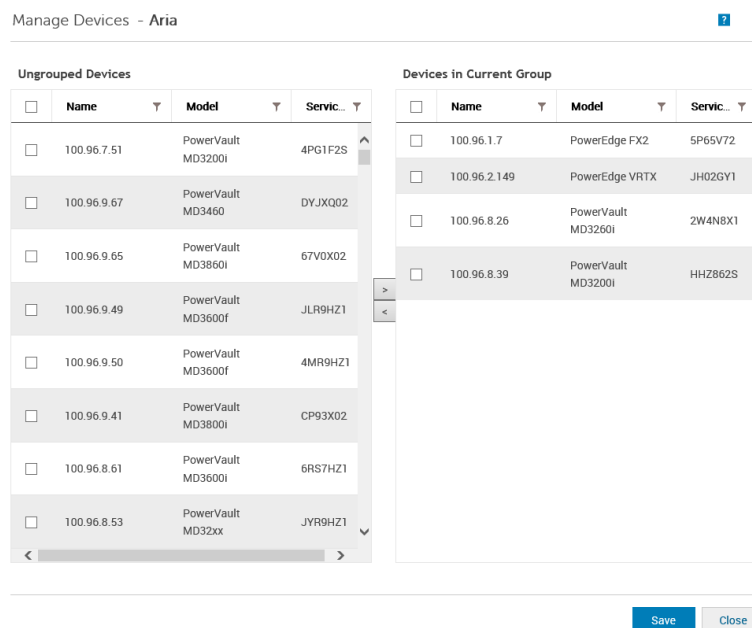 Manage Devices - Aria
?
Ungrouped Devices
Name Model Servic...
100.96.7.51 PowerVault MD3200i 4PG1F2S
100.96.9.67 PowerVault MD3460 DYJXQ02
100.96.9.65 PowerVault MD3860i 67V0X02
100.96.9.49 PowerVault MD3600f JLR9HZ1
100.96.9.50 PowerVault MD3600f 4MR9HZ1
100.96.9.41 PowerVault MD3800i CP93X02
100.96.8.61 PowerVault MD3600i 6RS7HZ1
100.96.8.53 PowerVault MD32xx JYR9HZ1
>
<
Devices in Current Group
Name Model Servic...
100.96.1.7 PowerEdge FX2 5P65V72
100.96.2.149 PowerEdge VRTX JH02GY1
100.96.8.26 PowerVault MD3260i 2W4N8X1
100.96.8.39 PowerVault MD3200i HHZ862S
Save Close